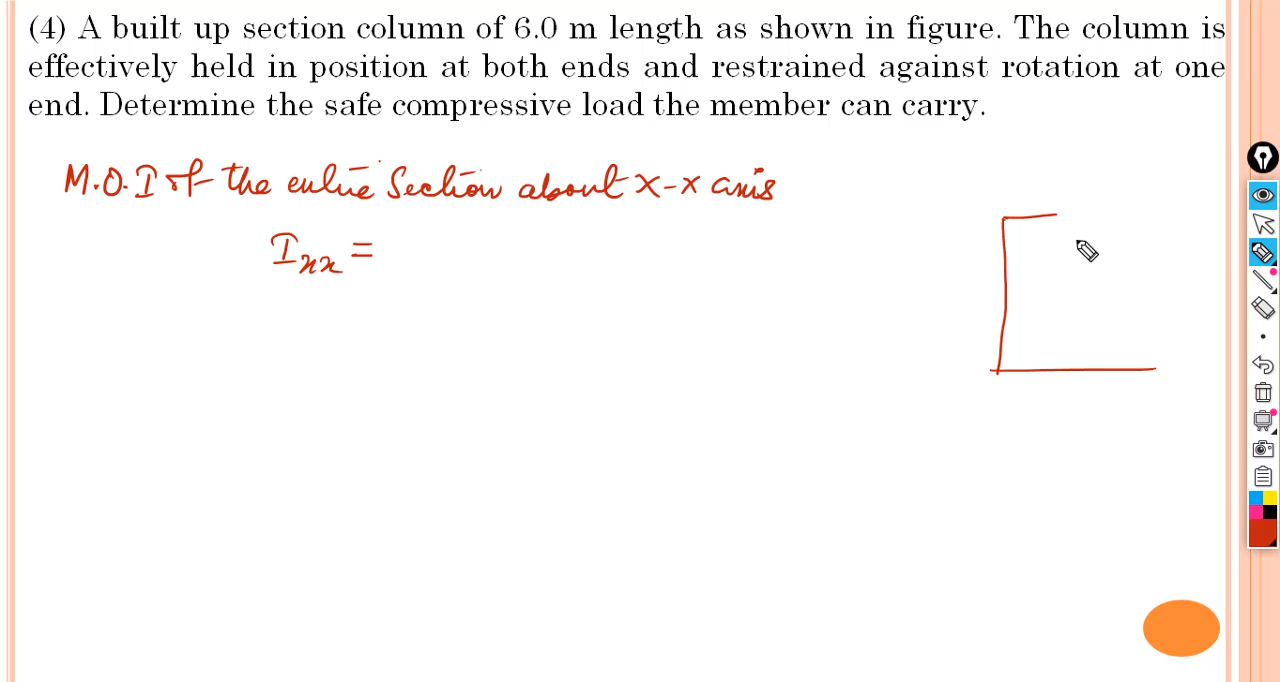 (4) A built up section column of 6.0 m length as shown in figure. The column is
effectively held in position at both ends and restrained against rotation at one
end. Determine the safe compressive load the member can carry.
M.O.I of the entire Section about x-x axis
Ixx =